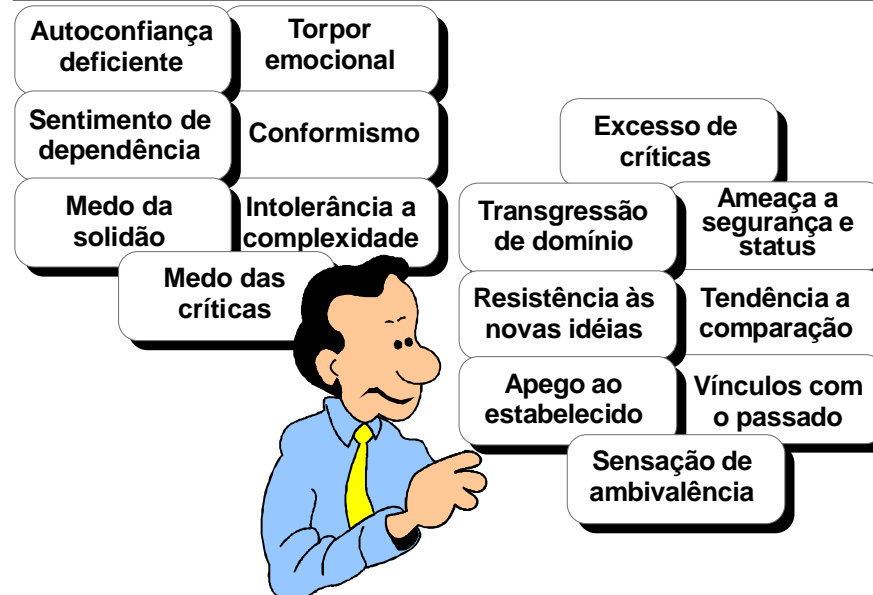 Autoconfiança
deficiente
Torpor
emocional
Sentimento de
dependência
Conformismo
Medo da
solidão
Intolerância a
complexidade
Medo das
críticas
Excesso de
críticas
Transgressão
de domínio
Ameaça a
segurança e
status
Resistência às
novas idéias
Tendência a
comparação
Apego ao
estabelecido
Vínculos com
o passado
Sensação de
ambivalência